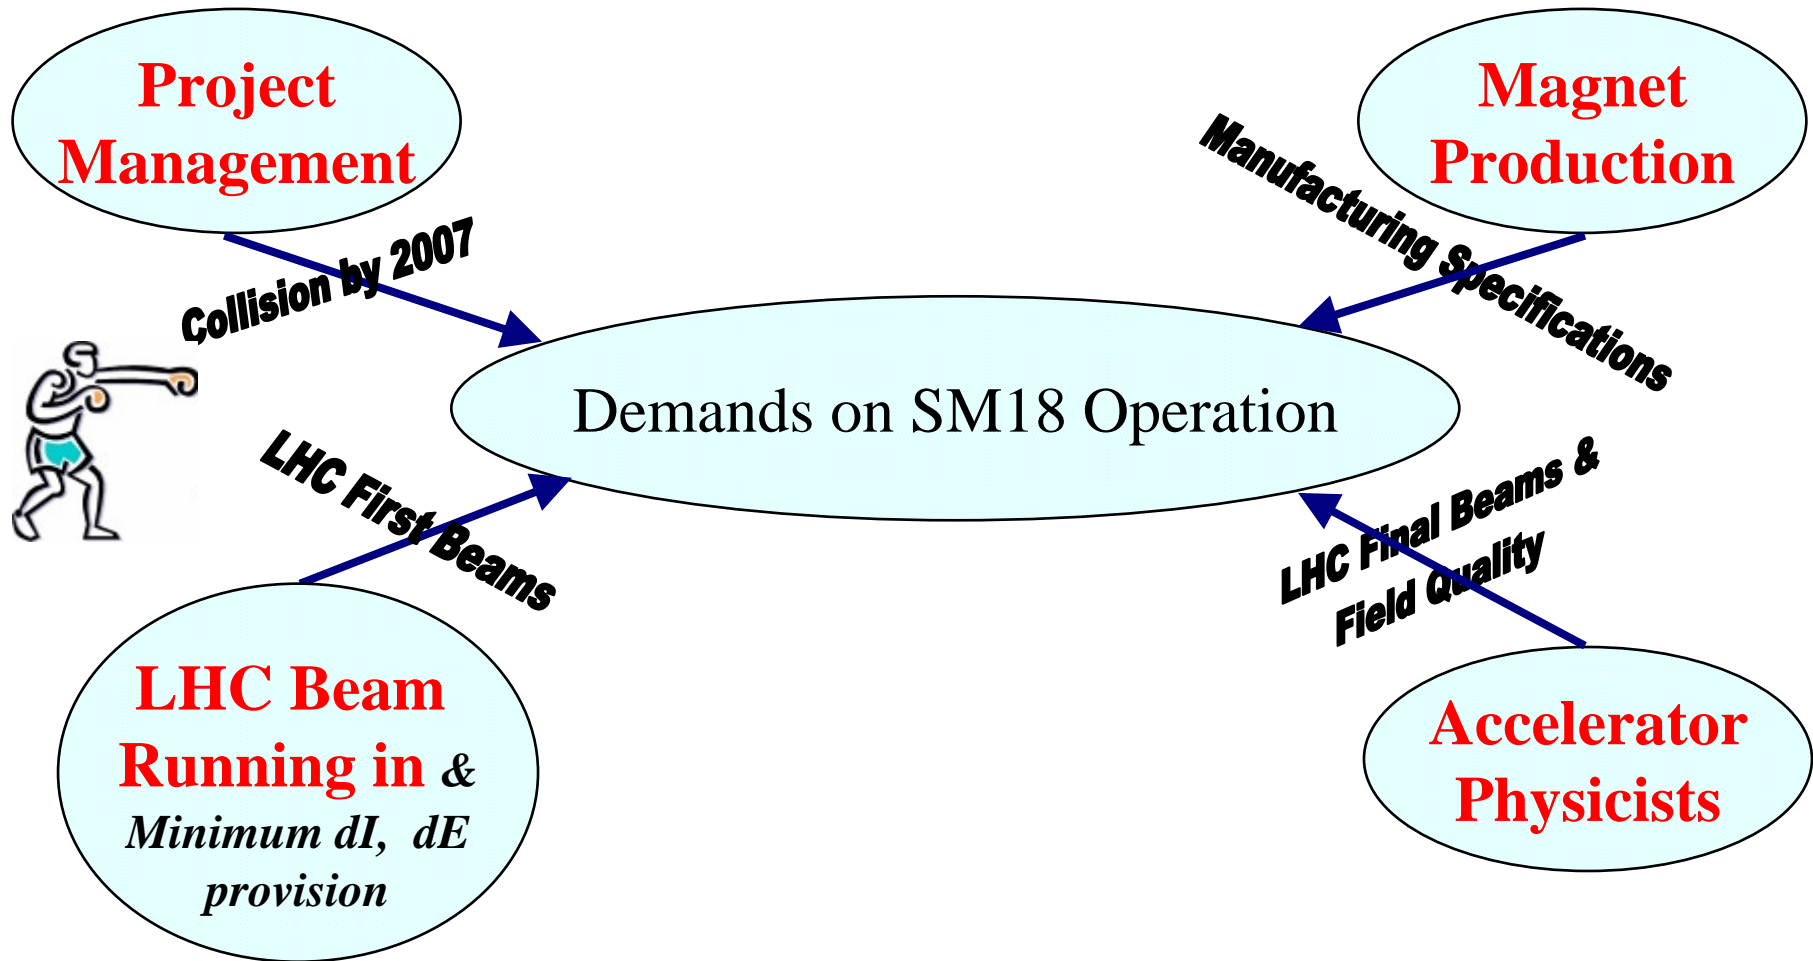 Project
Management
Magnet
Production
Collision by 2007
Manufacturing Specifications
Demands on SM18 Operation
LHC First Beams
LHC Final Beams &
Field Quality
LHC Beam
Running in &
Minimum dI, dE
provision
Accelerator
Physicists